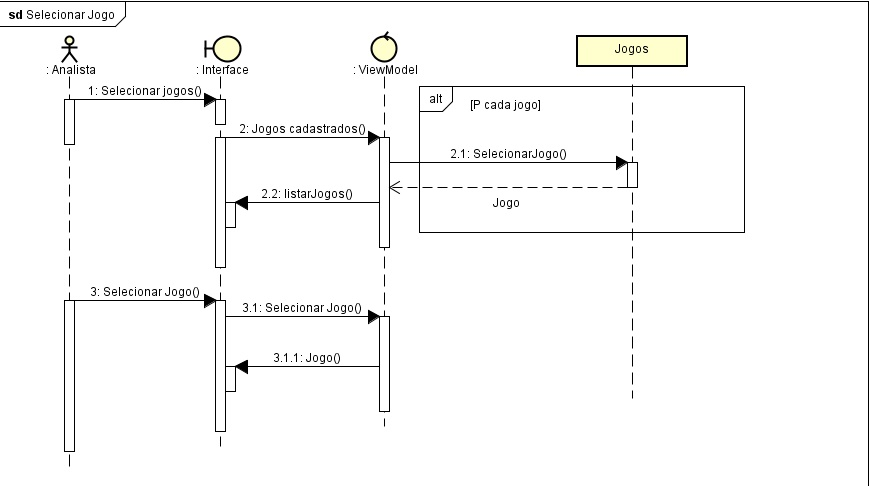 sd Selecionar Jogo
: Analista
: Interface
: ViewModel
Jogos
1: Selecionar jogos()
alt
[P cada jogo]
2: Jogos cadastrados()
2.1: SelecionarJogo()
2.2: listarJogos()
Jogo
3: Selecionar Jogo()
3.1: Selecionar Jogo()
3.1.1: Jogo()